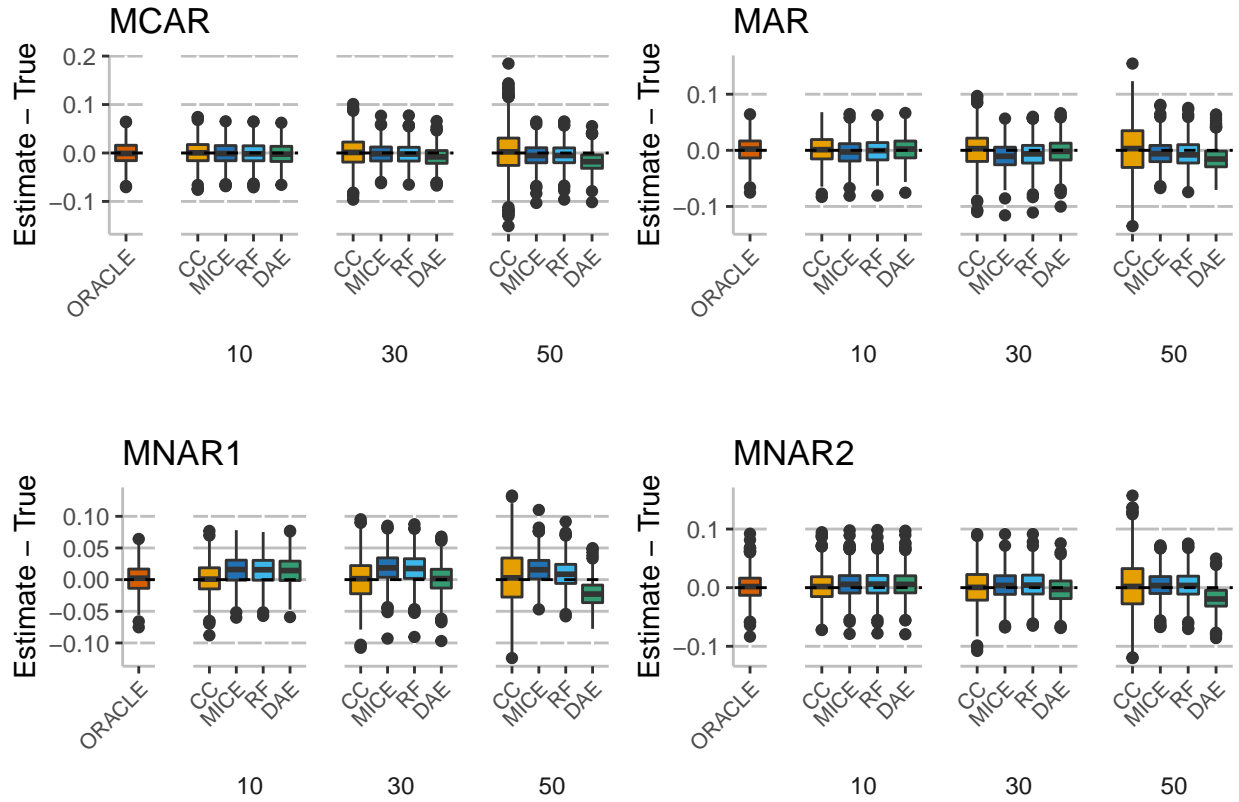 MCAR
Estimate − True
0.2
0.1
0.0
−0.1
ORACLE
CC
MICE
RF
DAE
CC
MICE
RF
DAE
CC
MICE
RF
DAE
10
30
50
MAR
Estimate − True
0.1
0.0
−0.1
ORACLE
CC
MICE
RF
DAE
CC
MICE
RF
DAE
CC
MICE
RF
DAE
10
30
50
MNAR1
Estimate − True
0.10
0.05
0.00
−0.05
−0.10
ORACLE
CC
MICE
RF
DAE
CC
MICE
RF
DAE
CC
MICE
RF
DAE
10
30
50
MNAR2
Estimate − True
0.1
0.0
−0.1
ORACLE
CC
MICE
RF
DAE
CC
MICE
RF
DAE
CC
MICE
RF
DAE
10
30
50